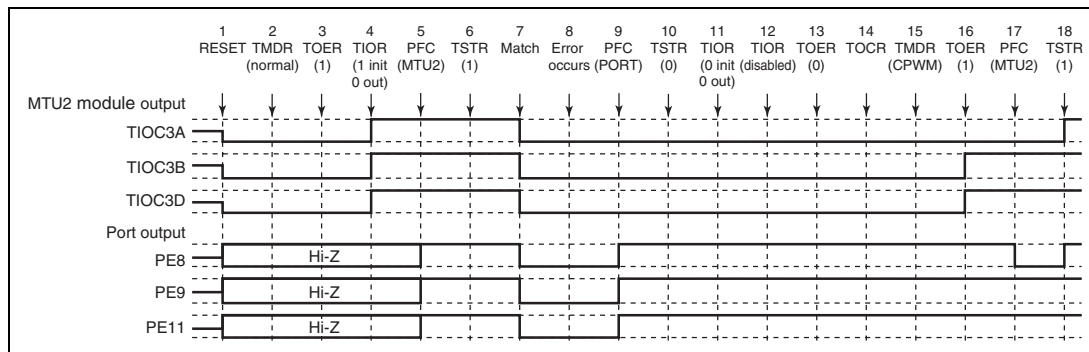 1 2 3 4 5 6 7 8 9 10 11 12 13 14 15 16 17 18
RESET TMDR TOER TIOR PFC TSTR Match Error PFC TSTR TIOR TIOR TOER TOCR TMDR TOER PFC TSTR
(normal) (1) (1 init (MTU2) (1) occurs (PORT) (0) (0 init (disabled) (0) (CPWM) (1) (MTU2) (1)
0 out) 0 out)
MTU2 module output
TIOC3A
TIOC3B
TIOC3D
Port output
PE8 Hi-Z
PE9 Hi-Z
PE11 Hi-Z